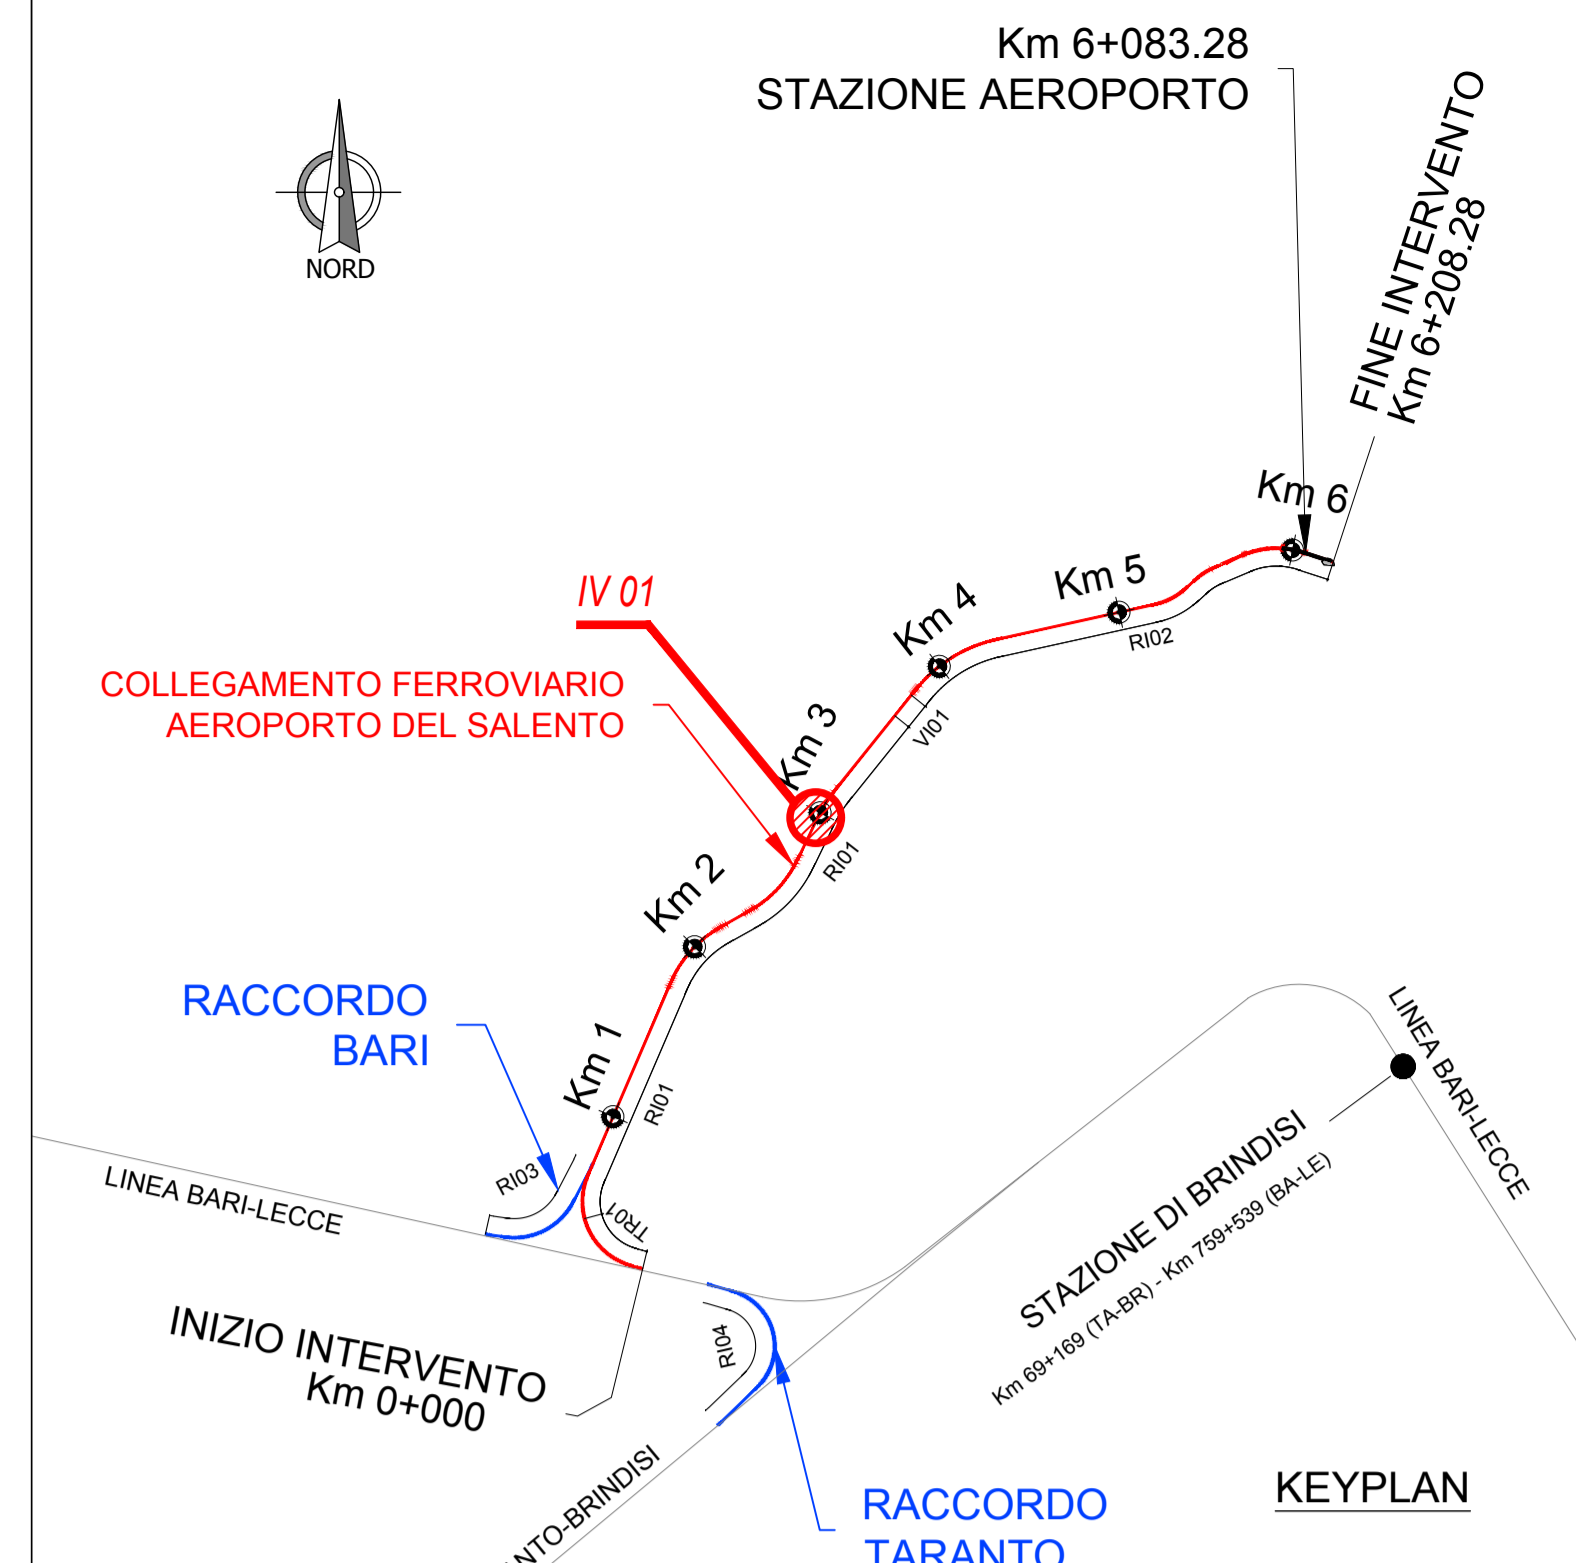 Km 6+083.28
STAZIONE AEROPORTO
NORD
FINE INTERVENTO
Km 6+208.28
Km 6
Km 5
RI02
IV 01
Km 4
COLLEGAMENTO FERROVIARIO
AEROPORTO DEL SALENTO
VI01
Km 3
RI01
Km 2
RACCORDO
BARI
LINEA BARI-LECCE
Km 1
RI01
RI03
LINEA BARI-LECCE
TR01
STAZIONE DI BRINDISI
Km 69+169 (TA-BR) - Km 759+539 (BA-LE)
INIZIO INTERVENTO
Km 0+000
RI04
NTO-BRINDISI
KEYPLAN
RACCORDO
TARANTO